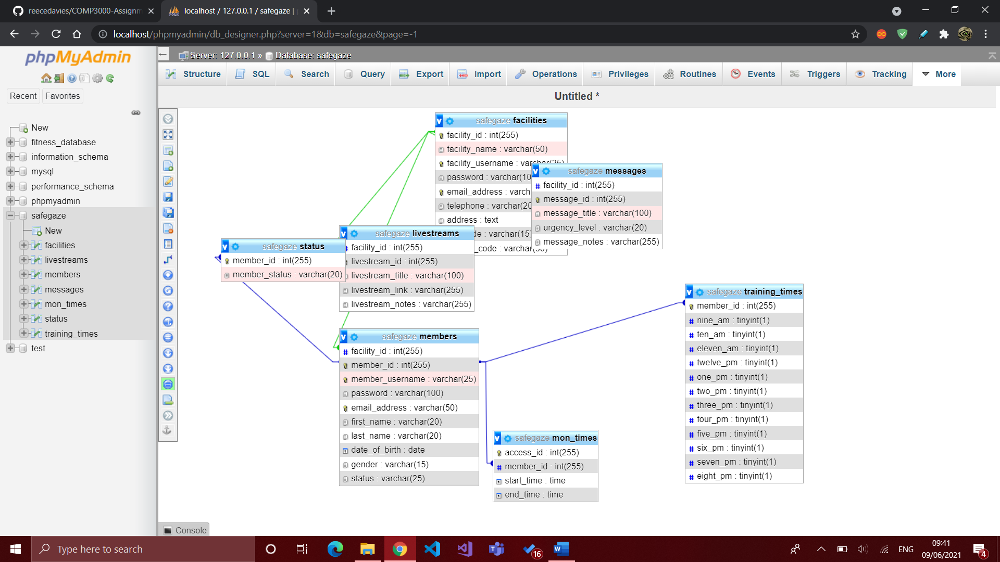 reecedavies/COMP3000-Assignm
localhost / 127.0.0.1 / safegaze |
localhost/phpmyadmin/db_designer.php?server=1&db=safegaze&page=-1
phpMyAdmin
Recent
Favorites
New
fitness_database
information_schema
mysql
performance_schema
phpmyadmin
safegaze
New
facilities
livestreams
members
messages
mon_times
status
training_times
test
Server: 127.0.0.1 » Database: safegaze
Structure
SQL
Search
Query
Export
Import
Operations
Privileges
Routines
Events
Triggers
Tracking
More
Untitled *
v safegaze facilities
facility_id : int(255)
facility_name : varchar(50)
facility_username : varchar(25)
password : varchar(10
email_address : varch
telephone : varchar(20
address : text
de : varchar(15)
_code : varchar(50)
v safegaze messages
# facility_id : int(255)
message_id : int(255)
message_title : varchar(100)
urgency_level : varchar(20)
message_notes : varchar(255)
v safegaze livestreams
facility_id : int(255)
livestream_id : int(255)
livestream_title : varchar(100)
livestream_link : varchar(255)
livestream_notes : varchar(255)
v safegaze status
member_id : int(255)
member_status : varchar(20)
v safegaze members
# facility_id : int(255)
member_id : int(255)
member_username : varchar(25)
password : varchar(100)
email_address : varchar(50)
first_name : varchar(20)
last_name : varchar(20)
date_of_birth : date
gender : varchar(15)
status : varchar(25)
v safegaze mon_times
access_id : int(255)
# member_id : int(255)
start_time : time
end_time : time
v safegaze training_times
member_id : int(255)
# nine_am : tinyint(1)
# ten_am : tinyint(1)
# eleven_am : tinyint(1)
# twelve_pm : tinyint(1)
# one_pm : tinyint(1)
# two_pm : tinyint(1)
# three_pm : tinyint(1)
# four_pm : tinyint(1)
# five_pm : tinyint(1)
# six_pm : tinyint(1)
# seven_pm : tinyint(1)
# eight_pm : tinyint(1)
Console
Type here to search
16
ENG
09:41
09/06/2021
4